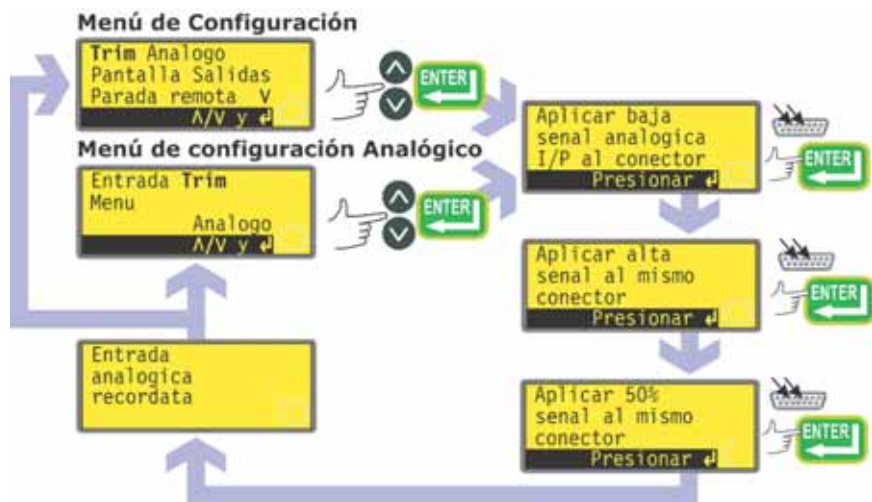 Menú de Configuración
Trim Analogo
Pantalla Salidas
Parada remota V
Λ/V y ↲
ENTER
Menú de configuración Analógico
Entrada Trim
Menu
Analogo
Λ/V y ↲
ENTER
Aplicar baja
senal analogica
I/P al conector
Presionar ↲
ENTER
Aplicar alta
senal al mismo
conector
Presionar ↲
ENTER
Aplicar 50%
senal al mismo
conector
Presionar ↲
ENTER
Entrada
analogica
recordata